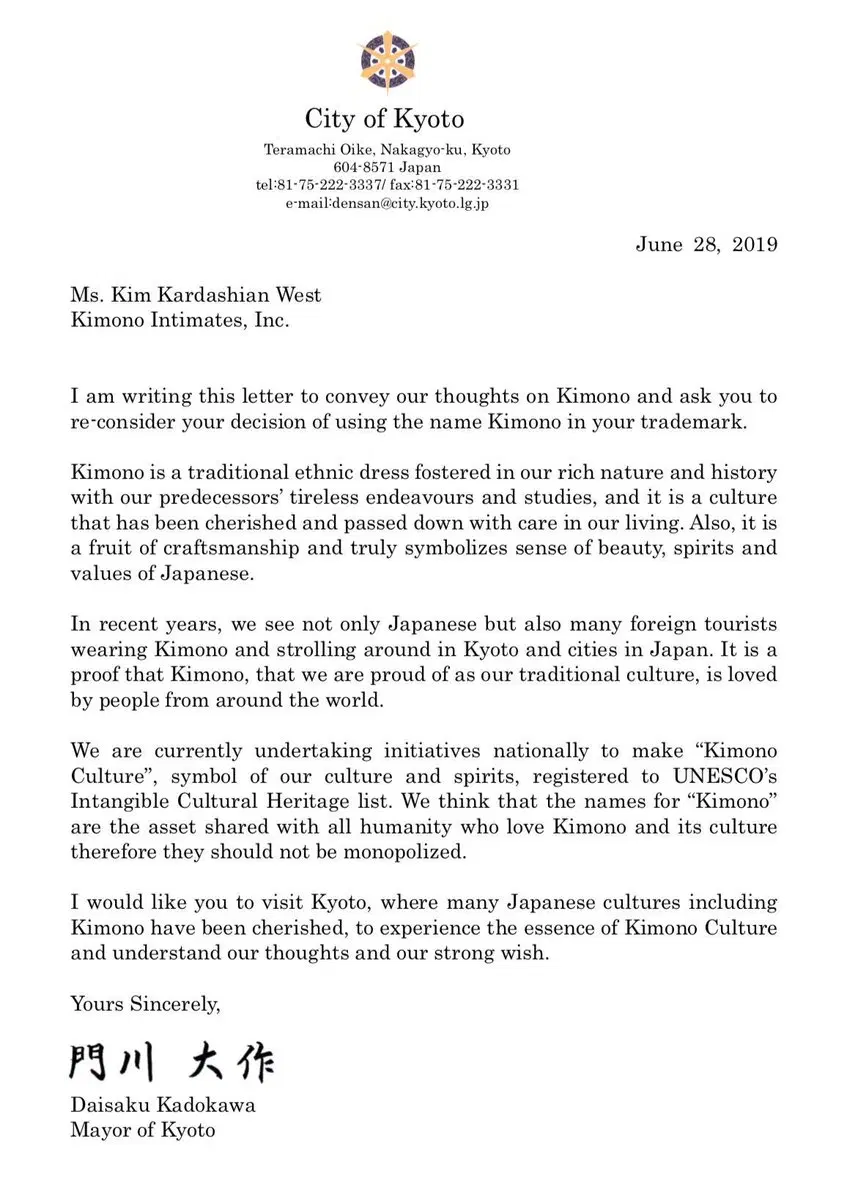 City of Kyoto
Teramachi Oike, Nakagyo-ku, Kyoto
604-8571 Japan
tel:81-75-222-3337/ fax:81-75-222-3331
e-mail:densan@city.kyoto.lg.jp
June 28, 2019
Ms. Kim Kardashian West
Kimono Intimates, Inc.
I am writing this letter to convey our thoughts on Kimono and ask you to
re-consider your decision of using the name Kimono in your trademark.
Kimono is a traditional ethnic dress fostered in our rich nature and history
with our predecessors’ tireless endeavours and studies, and it is a culture
that has been cherished and passed down with care in our living. Also, it is
a fruit of craftsmanship and truly symbolizes sense of beauty, spirits and
values of Japanese.
In recent years, we see not only Japanese but also many foreign tourists
wearing Kimono and strolling around in Kyoto and cities in Japan. It is a
proof that Kimono, that we are proud of as our traditional culture, is loved
by people from around the world.
We are currently undertaking initiatives nationally to make “Kimono
Culture”, symbol of our culture and spirits, registered to UNESCO’s
Intangible Cultural Heritage list. We think that the names for “Kimono”
are the asset shared with all humanity who love Kimono and its culture
therefore they should not be monopolized.
I would like you to visit Kyoto, where many Japanese cultures including
Kimono have been cherished, to experience the essence of Kimono Culture
and understand our thoughts and our strong wish.
Yours Sincerely,
門川 大作
Daisaku Kadokawa
Mayor of Kyoto